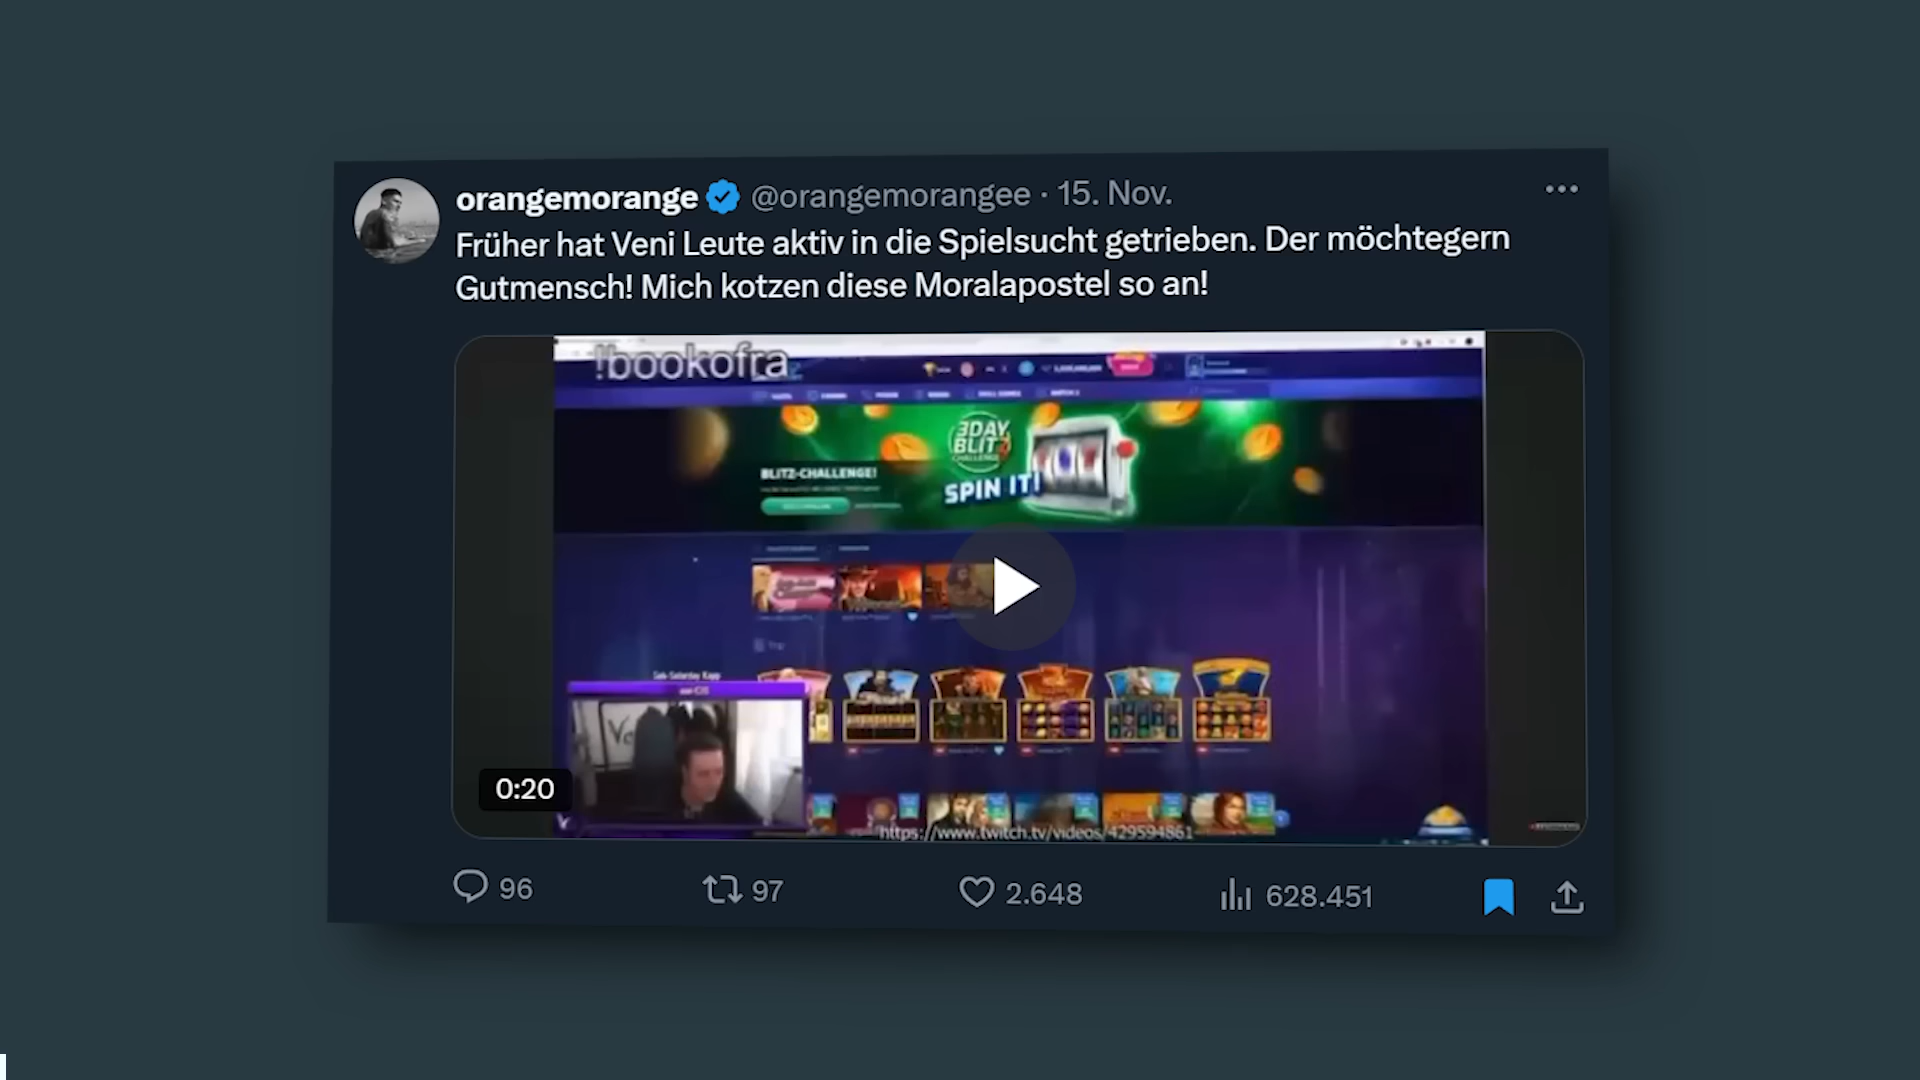 orangemorange @orangemorangee · 15. Nov.
Früher hat Veni Leute aktiv in die Spielsucht getrieben. Der möchtegern
Gutmensch! Mich kotzen diese Moralapostel so an!
!bookofra
3DAY
BLITZ
CHALLENGE
BLITZ-CHALLENGE!
SPIN IT!
0:20
https://www.twitch.tv/videos/429594861
96
97
2.648
628.451